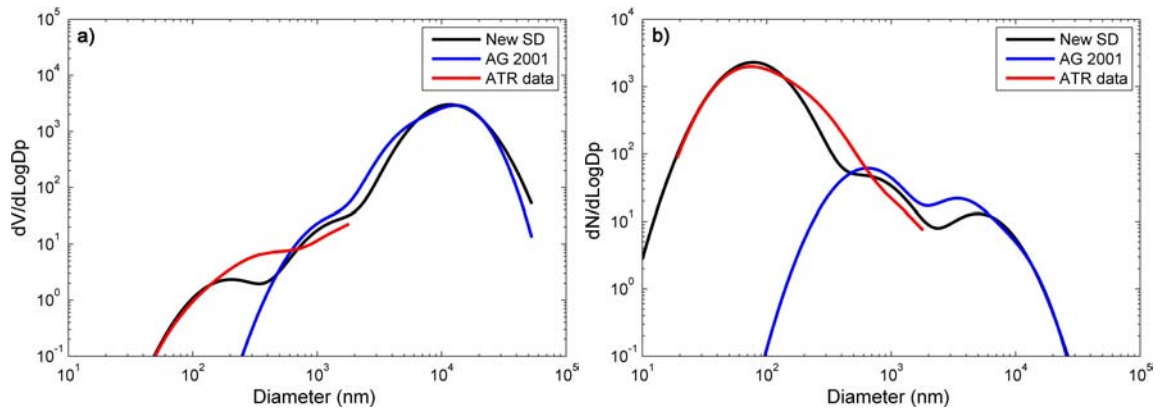 a)
New SD
AG 2001
ATR data
dV/dLogDp
10^5
10^4
10^3
10^2
10^1
10^0
10^-1
10^1 10^2 10^3 10^4 10^5
Diameter (nm)
b)
New SD
AG 2001
ATR data
dN/dLogDp
10^4
10^3
10^2
10^1
10^0
10^-1
10^1 10^2 10^3 10^4 10^5
Diameter (nm)